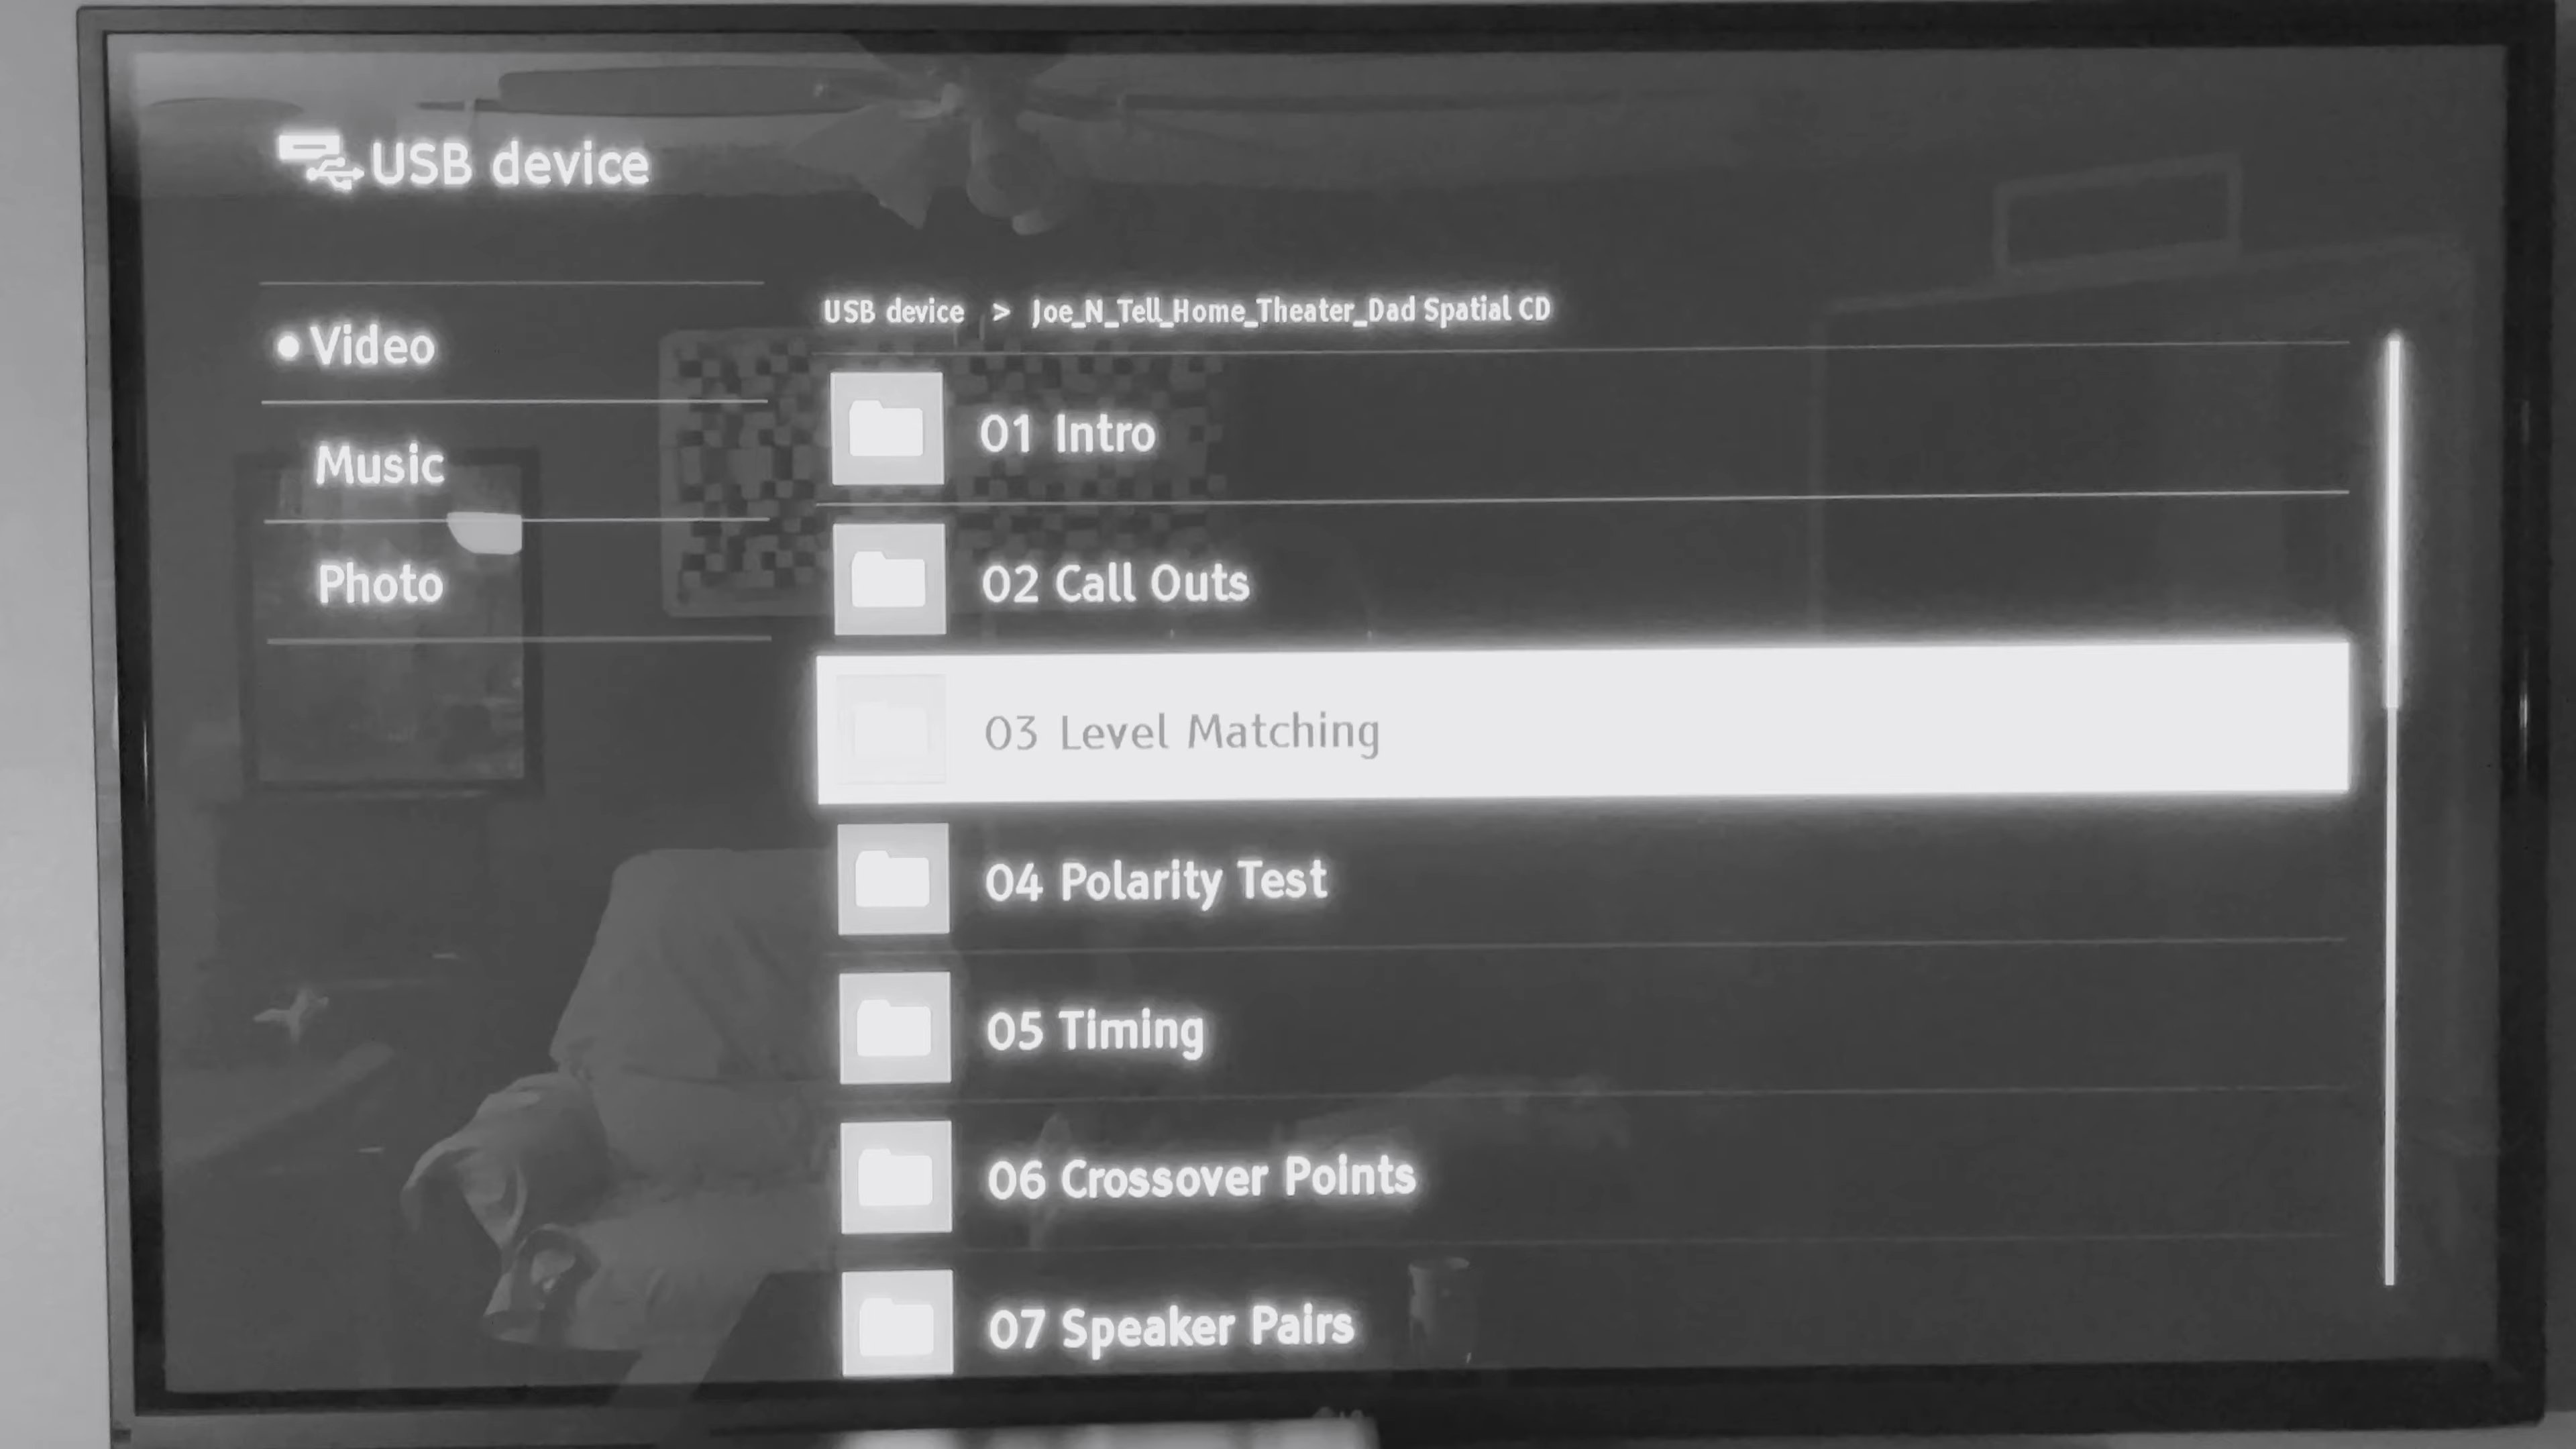 USB device
Video
Music
Photo
USB device > Joe_N_Tell_Home_Theater_Dad Spatial CD
01 Intro
02 Call Outs
03 Level Matching
04 Polarity Test
05 Timing
06 Crossover Points
07 Speaker Pairs